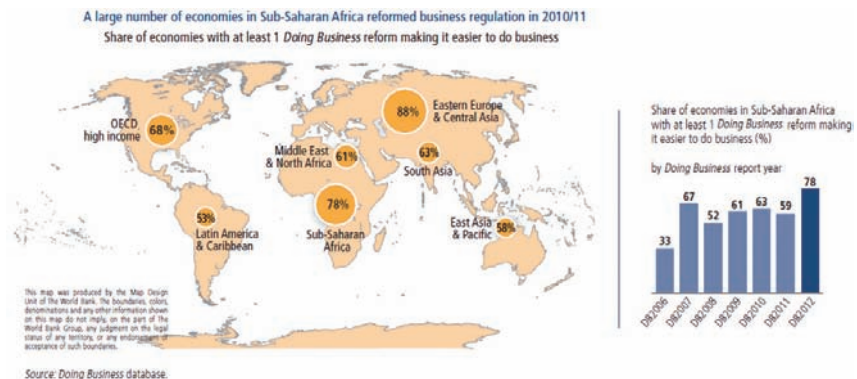 A large number of economies in Sub-Saharan Africa reformed business regulation in 2010/11
Share of economies with at least 1 Doing Business reform making it easier to do business
OECD
high income
68%
88%
Eastern Europe
& Central Asia
Middle East
& North Africa
61%
63%
South Asia
53%
Latin America
& Caribbean
78%
Sub-Saharan
Africa
East Asia
& Pacific
58%
This map was produced by the Map Design
Unit of The World Bank. The boundaries, colors,
denominations and any other information shown
on this map do not imply, on the part of The
World Bank Group, any judgment on the legal
status of any territory, or any endorsement or
acceptance of such boundaries.
Source: Doing Business database.
Share of economies in Sub-Saharan Africa
with at least 1 Doing Business reform making
it easier to do business (%)
by Doing Business report year
33
67
52
61
63
59
78
DB2006
DB2007
DB2008
DB2009
DB2010
DB2011
DB2012